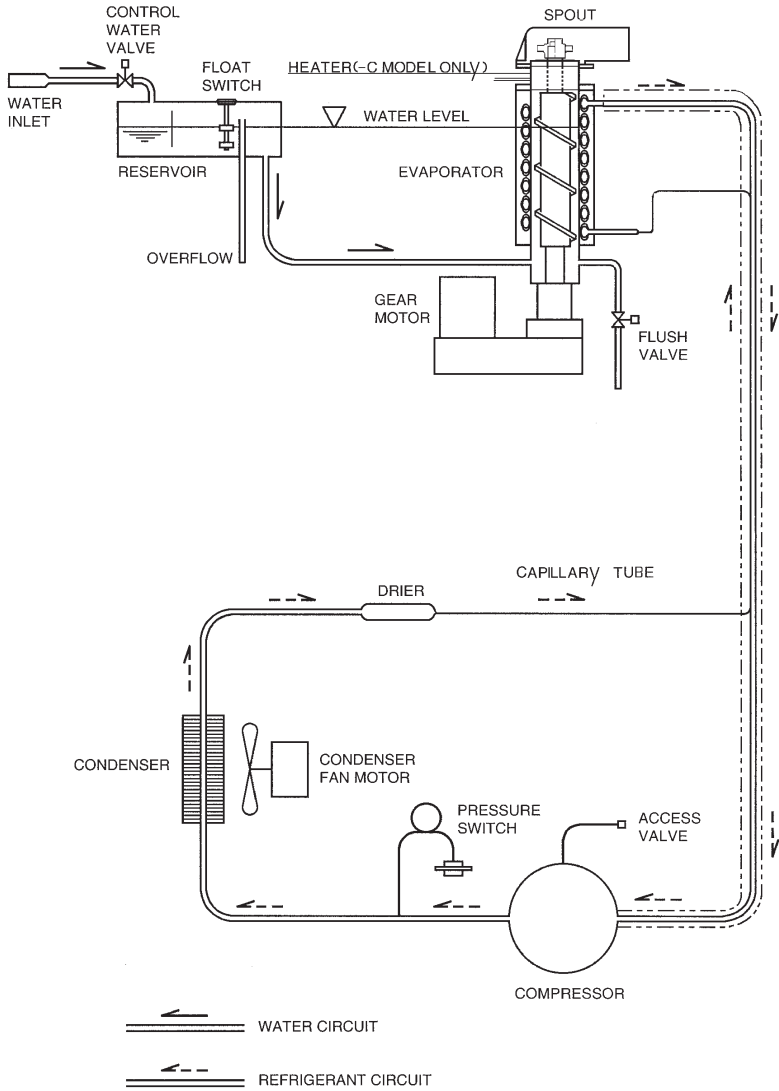 CONTROL
WATER
VALVE
SPOUT
FLOAT
SWITCH
HEATER(-C MODEL ONLY)
WATER
INLET
WATER LEVEL
RESERVOIR
EVAPORATOR
OVERFLOW
GEAR
MOTOR
FLUSH
VALVE
CAPILLARY TUBE
DRIER
CONDENSER
CONDENSER
FAN MOTOR
PRESSURE
SWITCH
ACCESS
VALVE
COMPRESSOR
WATER CIRCUIT
REFRIGERANT CIRCUIT